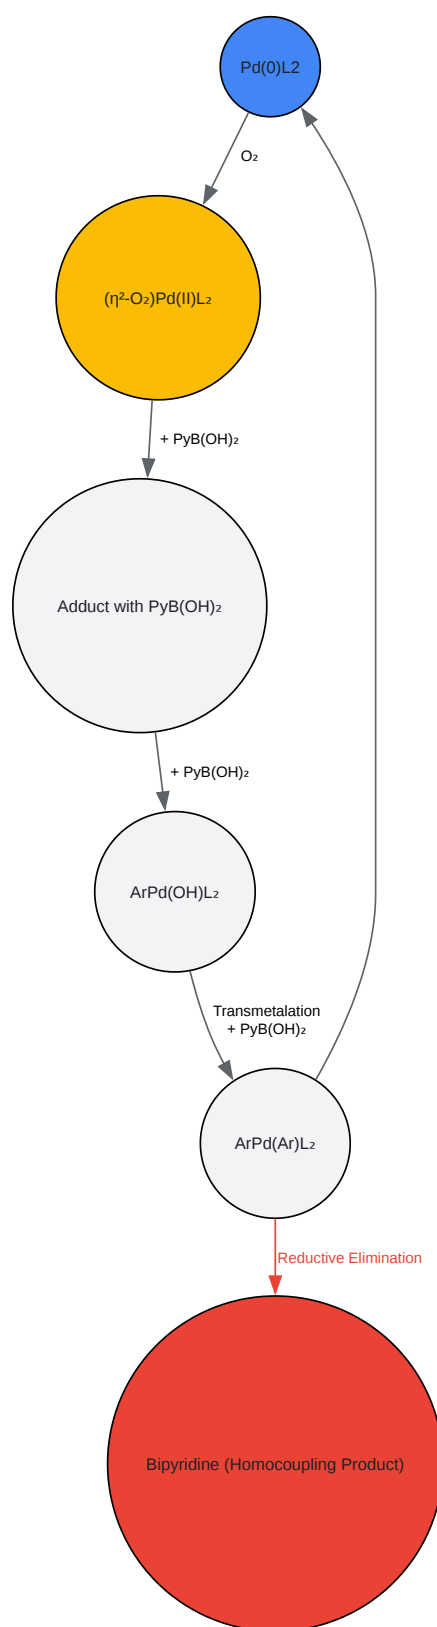 Pd(0)L2
O₂
(η²-O₂)Pd(II)L₂
+ PyB(OH)₂
Adduct with PyB(OH)₂
+ PyB(OH)₂
ArPd(OH)L₂
Transmetalation
+ PyB(OH)₂
ArPd(Ar)L₂
Reductive Elimination
Bipyridine (Homocoupling Product)